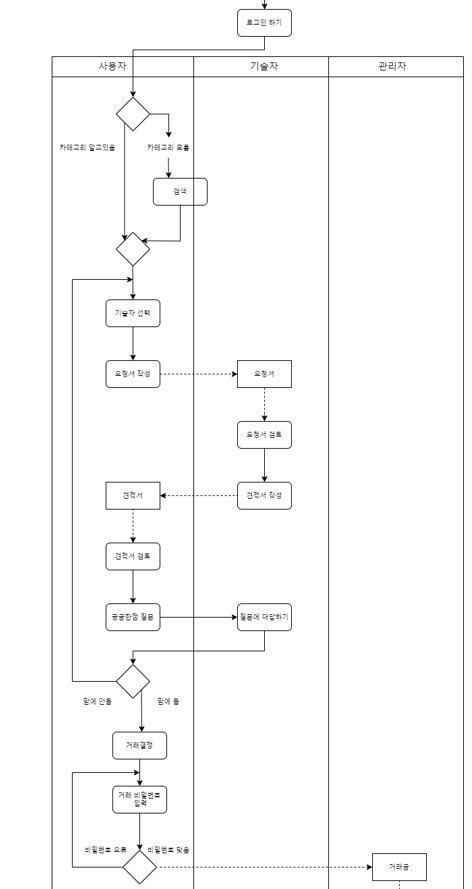 로그인 하기
사용자
기술자
관리자
카테고리 알고있음
카테고리 모름
검색
기술자 선택
요청서 작성
요청서
요청서 검토
견적서
견적서 작성
견적서 검토
궁궁한점 질문
질문에 대답하기
맘에 안듦
맘에 듦
거래결정
거래 비밀번호
입력
비밀번호 오류
비밀번호 맞음
거래금